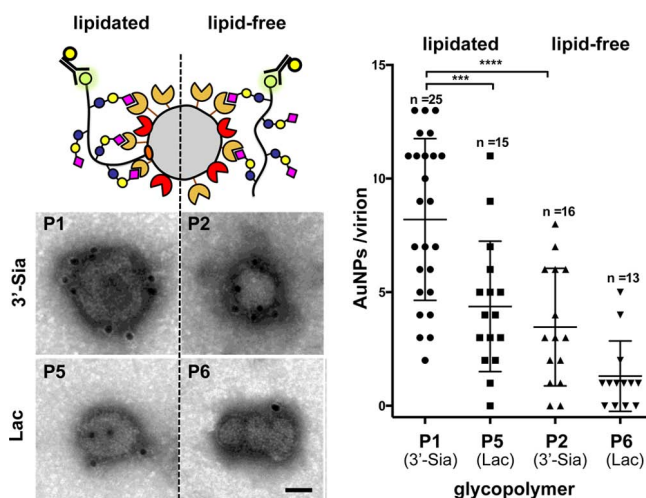 lipidated lipid-free
P1 P2
3'-Sia
P5 P6
Lac
lipidated lipid-free
****
***
n =25
n =15
n =16
n =13
15
10
5
0
AuNPs /virion
P1 P5 P2 P6
(3'-Sia) (Lac) (3'-Sia) (Lac)
glycopolymer